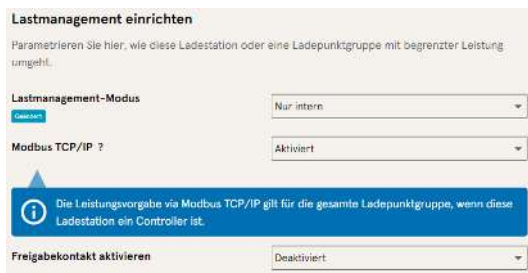 Lastmanagement einrichten
Parametrieren Sie hier, wie diese Ladestation oder eine Ladepunktgruppe mit begrenzter Leistung
umgeht.
Lastmanagement-Modus
Nur intern
Modbus TCP/IP ?
Aktiviert
Die Leistungsvorgabe via Modbus TCP/IP gilt für die gesamte Ladepunktgruppe, wenn diese
Ladestation ein Controller ist.
Freigabekontakt aktivieren
Deaktiviert